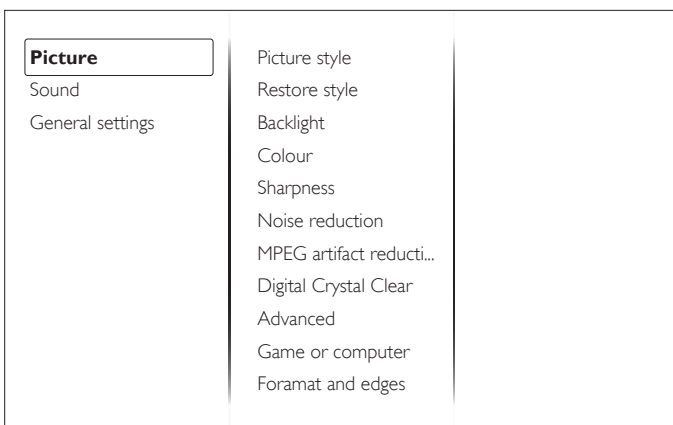 Picture
Sound
General settings
Picture style
Restore style
Backlight
Colour
Sharpness
Noise reduction
MPEG artifact reducti...
Digital Crystal Clear
Advanced
Game or computer
Foramat and edges